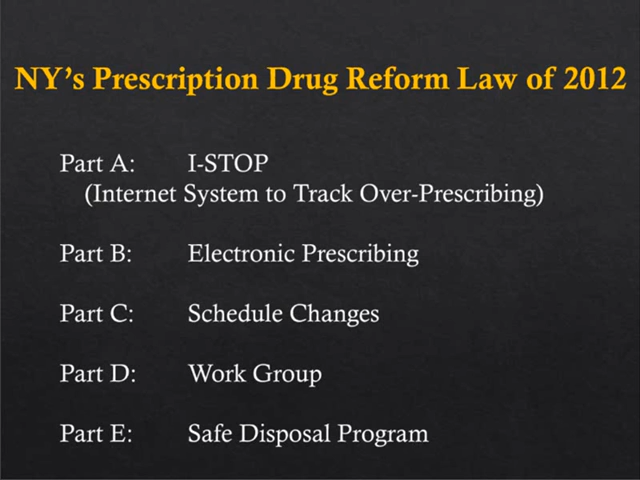 NY’s Prescription Drug Reform Law of 2012
Part A: I-STOP
(Internet System to Track Over-Prescribing)
Part B: Electronic Prescribing
Part C: Schedule Changes
Part D: Work Group
Part E: Safe Disposal Program